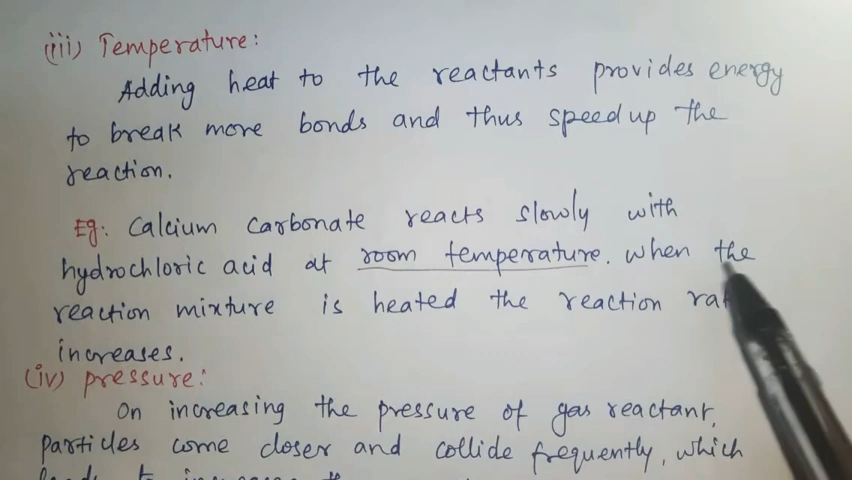 (iii) Temperature:
Adding heat to the reactants provides energy
to break more bonds and thus speed up the
reaction.
Eg: Calcium carbonate reacts slowly with
hydrochloric acid at room temperature. When the
reaction mixture is heated the reaction
increases.
(iv) pressure:
On increasing the pressure of gas reactant,
particles come closer and collide frequently, which